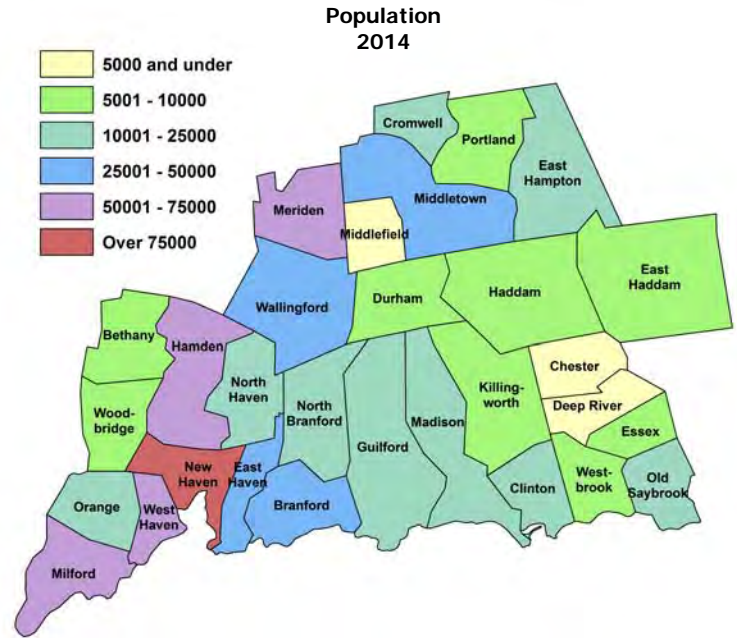 Population
2014
5000 and under
5001 - 10000
10001 - 25000
25001 - 50000
50001 - 75000
Over 75000
Cromwell
Portland
East
Hampton
Middletown
Meriden
Middlefield
East
Haddam
Haddam
Durham
Wallingford
Bethany
Hamden
North
Haven
Chester
Killing-
worth
Deep River
North
Branford
Madison
Wood-
bridge
Essex
Guilford
New
Haven
East
Haven
West-
brook
Old
Saybrook
Clinton
Branford
Orange
West
Haven
Milford